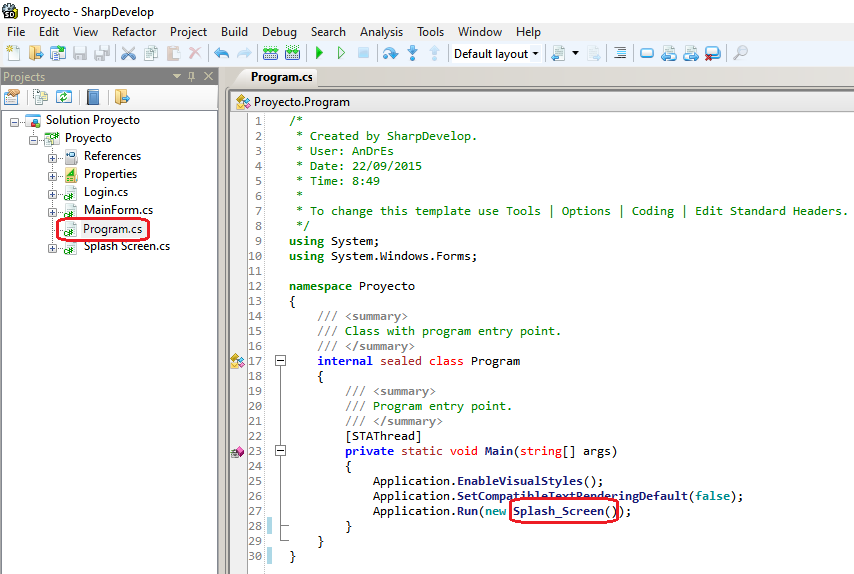 Proyecto - SharpDevelop
File Edit View Refactor Project Build Debug Search Analysis Tools Window Help
Default layout
Projects
Program.cs
Solution Proyecto
Proyecto
References
Properties
Login.cs
MainForm.cs
Program.cs
Splash Screen.cs
Proyecto.Program
1 /*
2 * Created by SharpDevelop.
3 * User: AnDrEs
4 * Date: 22/09/2015
5 * Time: 8:49
6 *
7 * To change this template use Tools | Options | Coding | Edit Standard Headers.
8 */
9 using System;
10 using System.Windows.Forms;
11
12 namespace Proyecto
13 {
14 /// <summary>
15 /// Class with program entry point.
16 /// </summary>
17 internal sealed class Program
18 {
19 /// <summary>
20 /// Program entry point.
21 /// </summary>
22 [STAThread]
23 private static void Main(string[] args)
24 {
25 Application.EnableVisualStyles();
26 Application.SetCompatibleTextRenderingDefault(false);
27 Application.Run(new Splash_Screen());
28 }
29 }
30 }